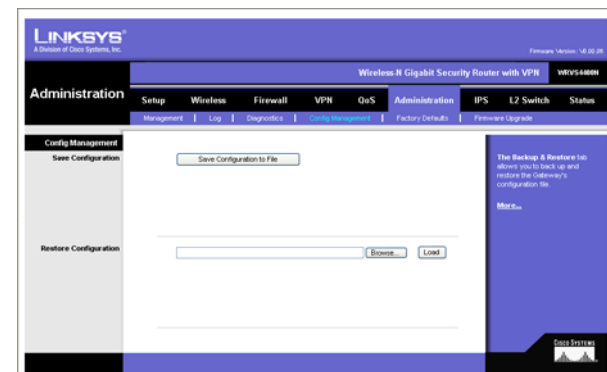 LINKSYS®
A Division of Cisco Systems, Inc.
Firmware Version: V0.00.28
Wireless-N Gigabit Security Router with VPN WRVS4400N
Administration
Setup Wireless Firewall VPN QoS Administration IPS L2 Switch Status
Management | Log | Diagnostics | Config Management | Factory Defaults | Firmware Upgrade
Config Management
Save Configuration
Save Configuration to File
The Backup & Restore tab
allows you to back up and
restore the Gateway's
configuration file.
More...
Restore Configuration
Browse... Load
CISCO SYSTEMS